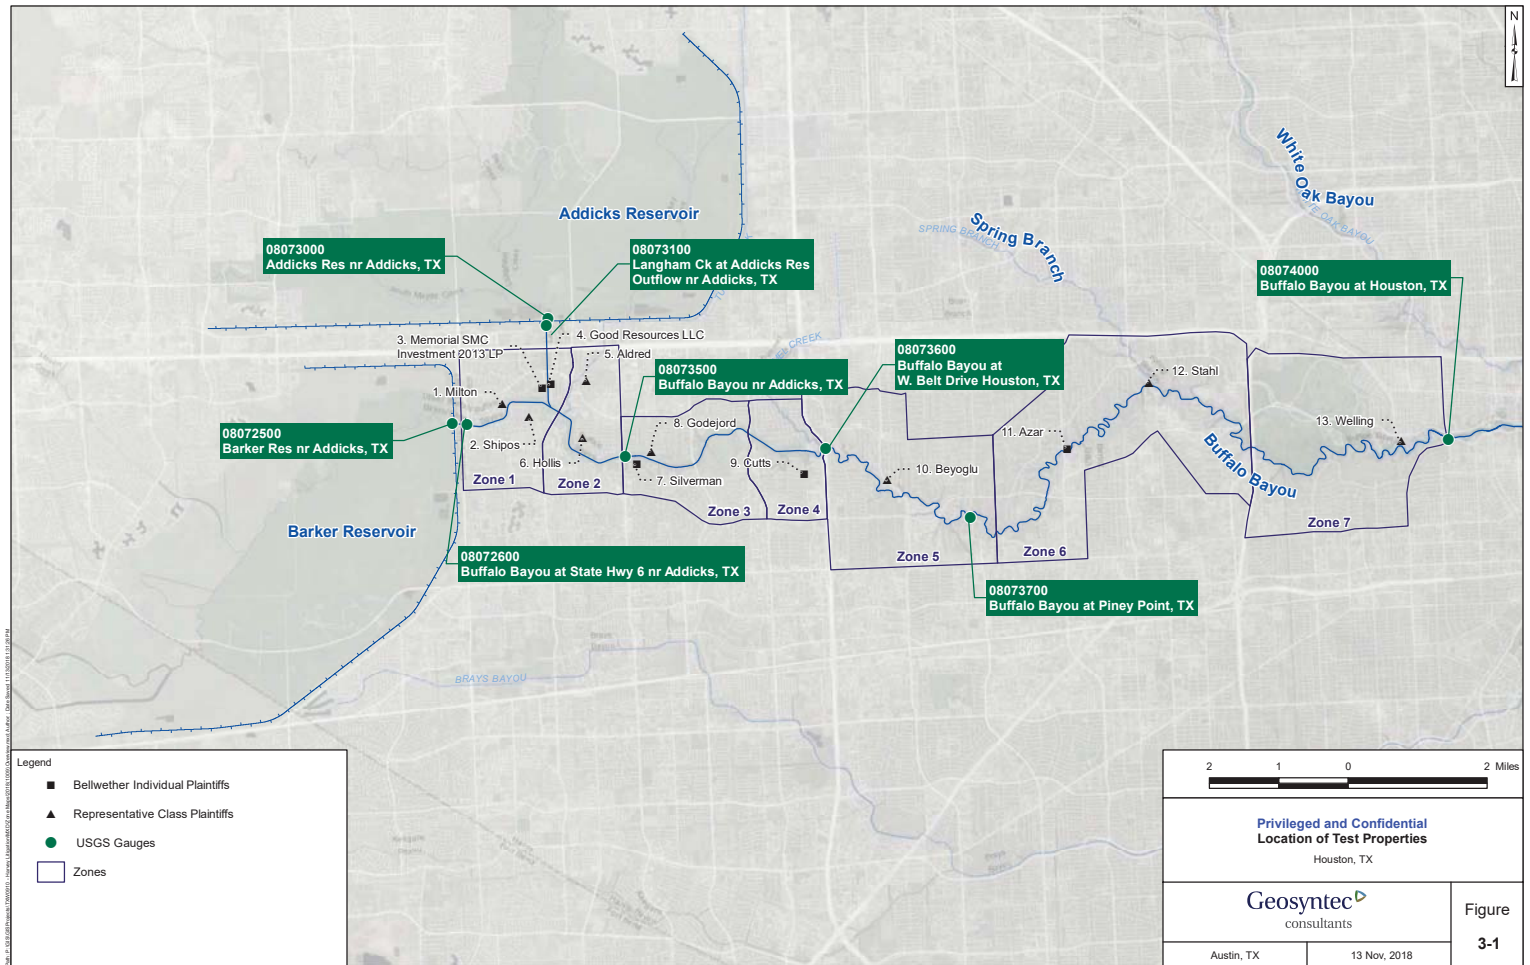 N
White Oak Bayou
WHITE OAK BAYOU
Addicks Reservoir
SPRING BRANCH
Spring Branch
08073000
Addicks Res nr Addicks, TX
08073100
Langham Ck at Addicks Res
Outflow nr Addicks, TX
08074000
Buffalo Bayou at Houston, TX
3. Memorial SMC
Investment 2013 LP
4. Good Resources LLC
5. Aldred
08073500
Buffalo Bayou nr Addicks, TX
08073600
Buffalo Bayou at
W. Belt Drive Houston, TX
12. Stahl
1. Milton
08072500
Barker Res nr Addicks, TX
2. Shipos
6. Hollis
8. Godejord
7. Silverman
9. Cutts
10. Beyoglu
11. Azar
13. Welling
Buffalo Bayou
Zone 1
Zone 2
Zone 3
Zone 4
Zone 5
Zone 6
Zone 7
Barker Reservoir
08072600
Buffalo Bayou at State Hwy 6 nr Addicks, TX
08073700
Buffalo Bayou at Piney Point, TX
BRAYS BAYOU
Legend
Bellwether Individual Plaintiffs
Representative Class Plaintiffs
USGS Gauges
Zones
2 1 0 2 Miles
Privileged and Confidential
Location of Test Properties
Houston, TX
Geosyntec
consultants
Figure
3-1
Austin, TX
13 Nov, 2018